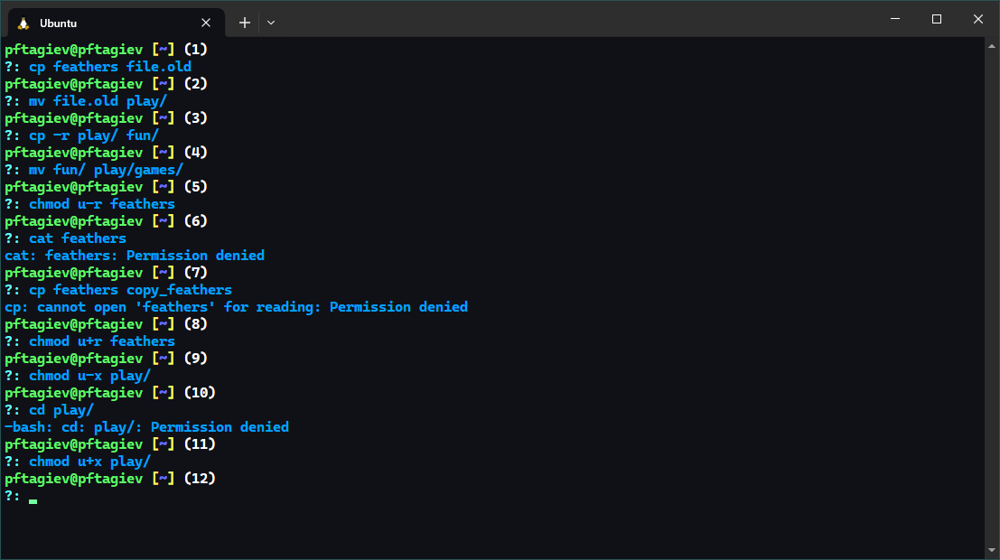 Ubuntu
pftagiev@pftagiev [~] (1)
?: cp feathers file.old
pftagiev@pftagiev [~] (2)
?: mv file.old play/
pftagiev@pftagiev [~] (3)
?: cp -r play/ fun/
pftagiev@pftagiev [~] (4)
?: mv fun/ play/games/
pftagiev@pftagiev [~] (5)
?: chmod u-r feathers
pftagiev@pftagiev [~] (6)
?: cat feathers
cat: feathers: Permission denied
pftagiev@pftagiev [~] (7)
?: cp feathers copy_feathers
cp: cannot open 'feathers' for reading: Permission denied
pftagiev@pftagiev [~] (8)
?: chmod u+r feathers
pftagiev@pftagiev [~] (9)
?: chmod u-x play/
pftagiev@pftagiev [~] (10)
?: cd play/
-bash: cd: play/: Permission denied
pftagiev@pftagiev [~] (11)
?: chmod u+x play/
pftagiev@pftagiev [~] (12)
?: